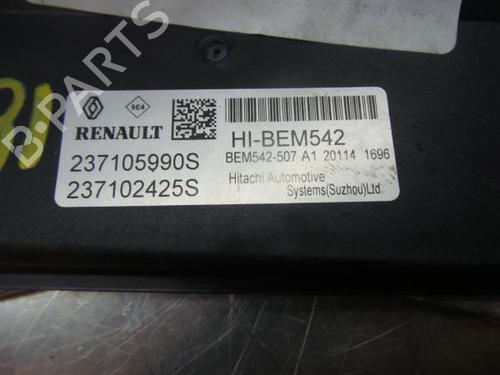 9E4
RENAULT
237105990S
237102425S
HI-BEM542
BEM542-507 A1 20114 1696
Hitachi Automotive
Systems(Suzhou)Ltd.
B-PARTS